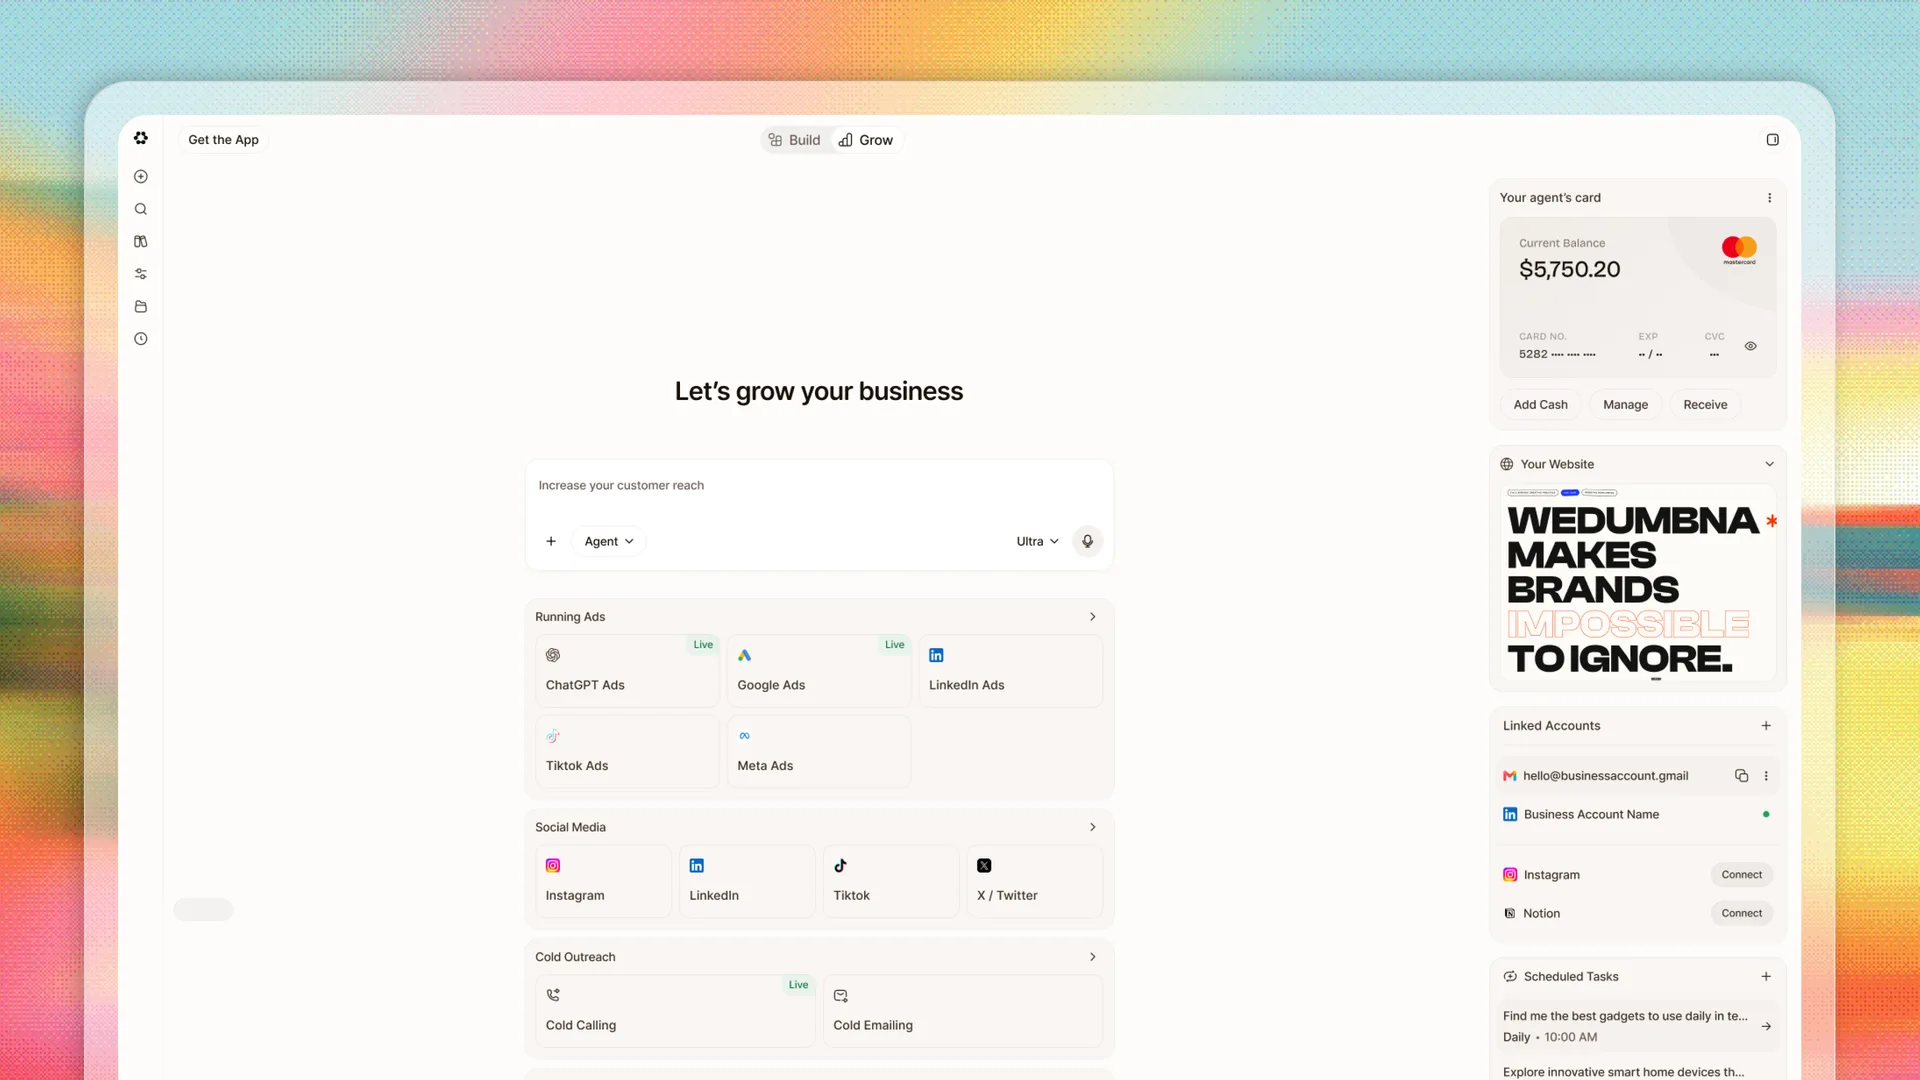 Get the App
Build
Grow
Let’s grow your business
Increase your customer reach
Agent
Ultra
Running Ads
Live
ChatGPT Ads
Live
Google Ads
LinkedIn Ads
Tiktok Ads
Meta Ads
Social Media
Instagram
LinkedIn
Tiktok
X / Twitter
Cold Outreach
Live
Cold Calling
Cold Emailing
Your agent’s card
Current Balance
$5,750.20
mastercard
CARD NO.
5282 •••• •••• ••••
EXP
•• / ••
CVC
•••
Add Cash
Manage
Receive
Your Website
WEDUMBNA*
MAKES
BRANDS
IMPOSSIBLE
TO IGNORE.
Linked Accounts
hello@businessaccount.gmail
Business Account Name
Instagram
Connect
Notion
Connect
Scheduled Tasks
Find me the best gadgets to use daily in te...
Daily • 10:00 AM
Explore innovative smart home devices th...